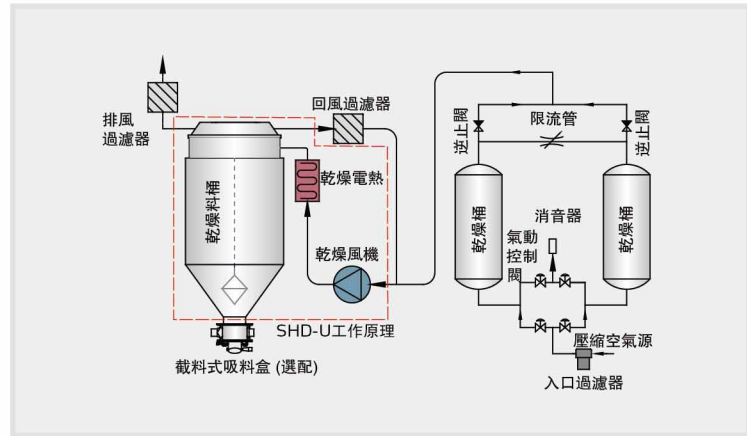 排風
過濾器
回風過濾器
乾燥料桶
乾燥電熱
乾燥風機
SHD-U工作原理
截料式吸料盒 (選配)
逆止閥
限流管
逆止閥
乾燥桶
消音器
氣動
控制
閥
乾燥桶
壓縮空氣源
入口過濾器